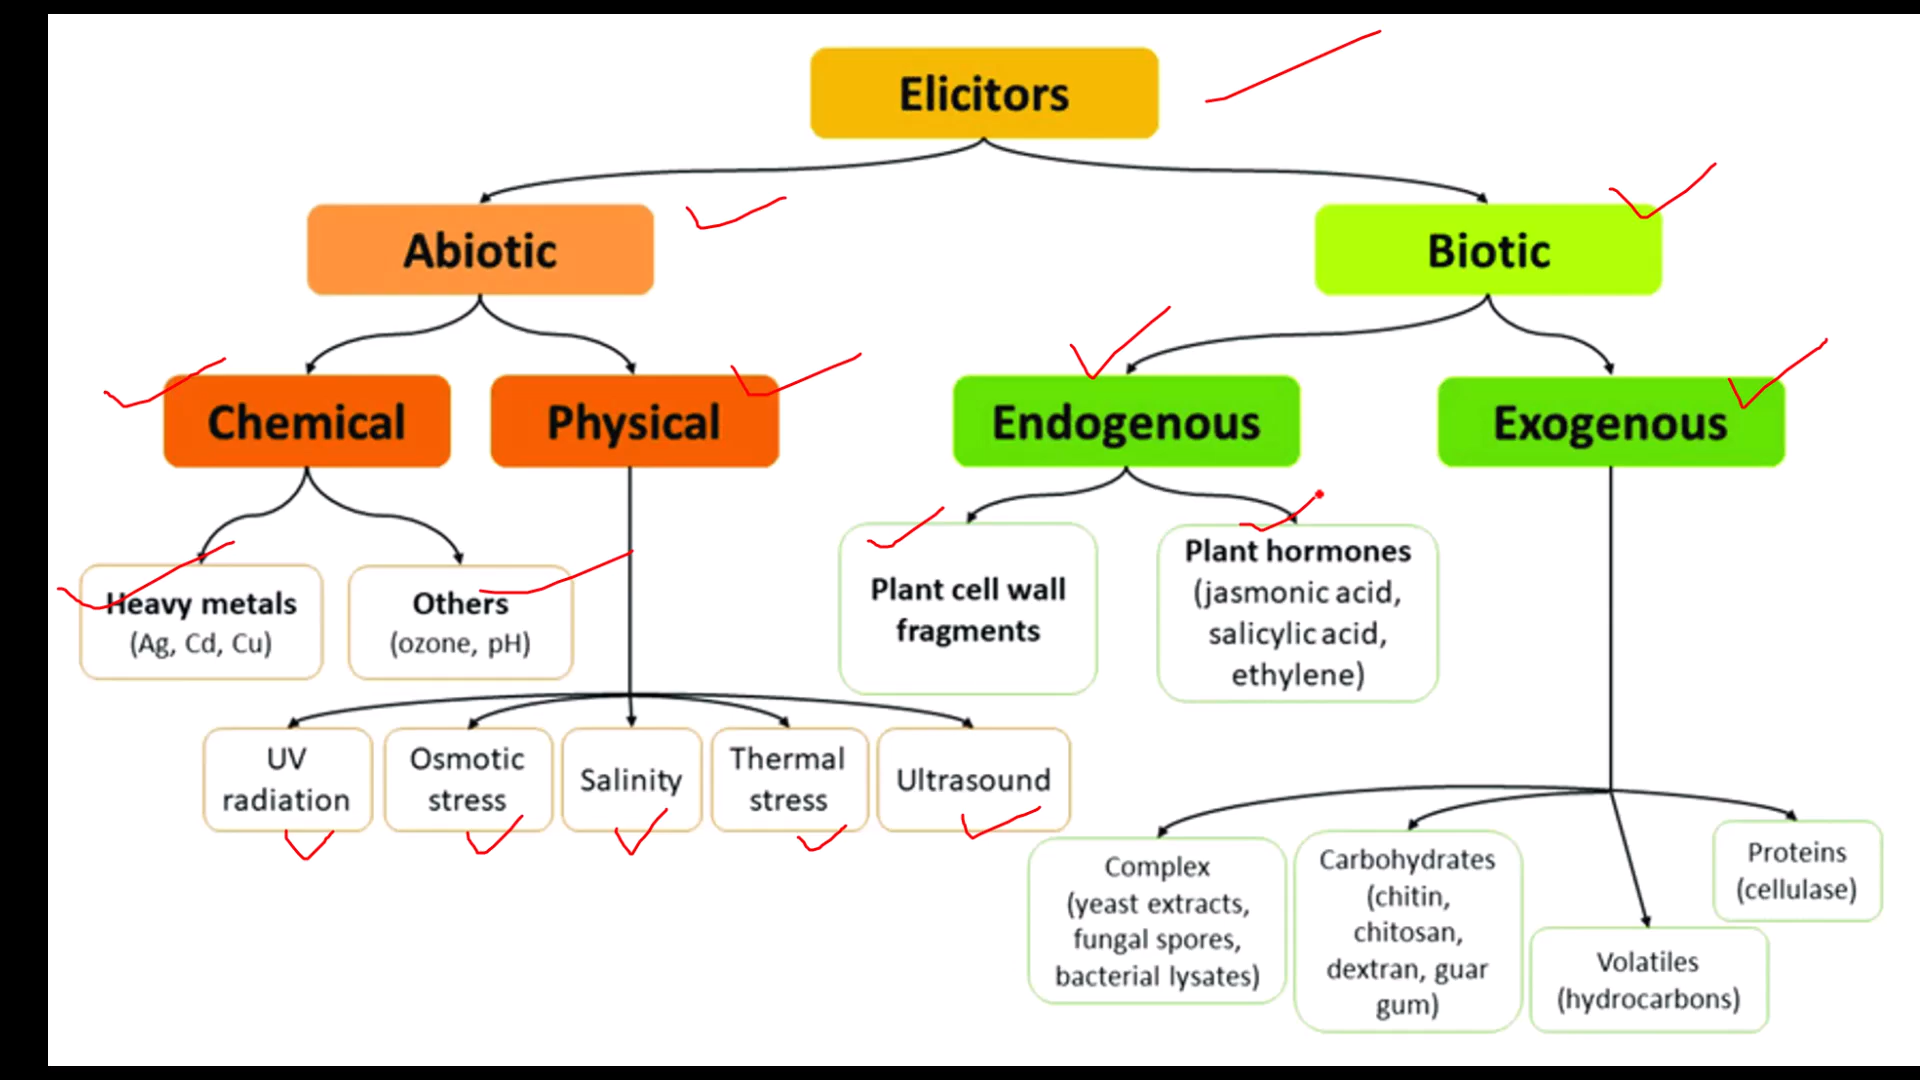 Elicitors
Abiotic
Biotic
Chemical
Physical
Endogenous
Exogenous
Heavy metals
(Ag, Cd, Cu)
Others
(ozone, pH)
Plant cell wall
fragments
Plant hormones
(jasmonic acid,
salicylic acid,
ethylene)
UV
radiation
Osmotic
stress
Salinity
Thermal
stress
Ultrasound
Complex
(yeast extracts,
fungal spores,
bacterial lysates)
Carbohydrates
(chitin,
chitosan,
dextran, guar
gum)
Volatiles
(hydrocarbons)
Proteins
(cellulase)